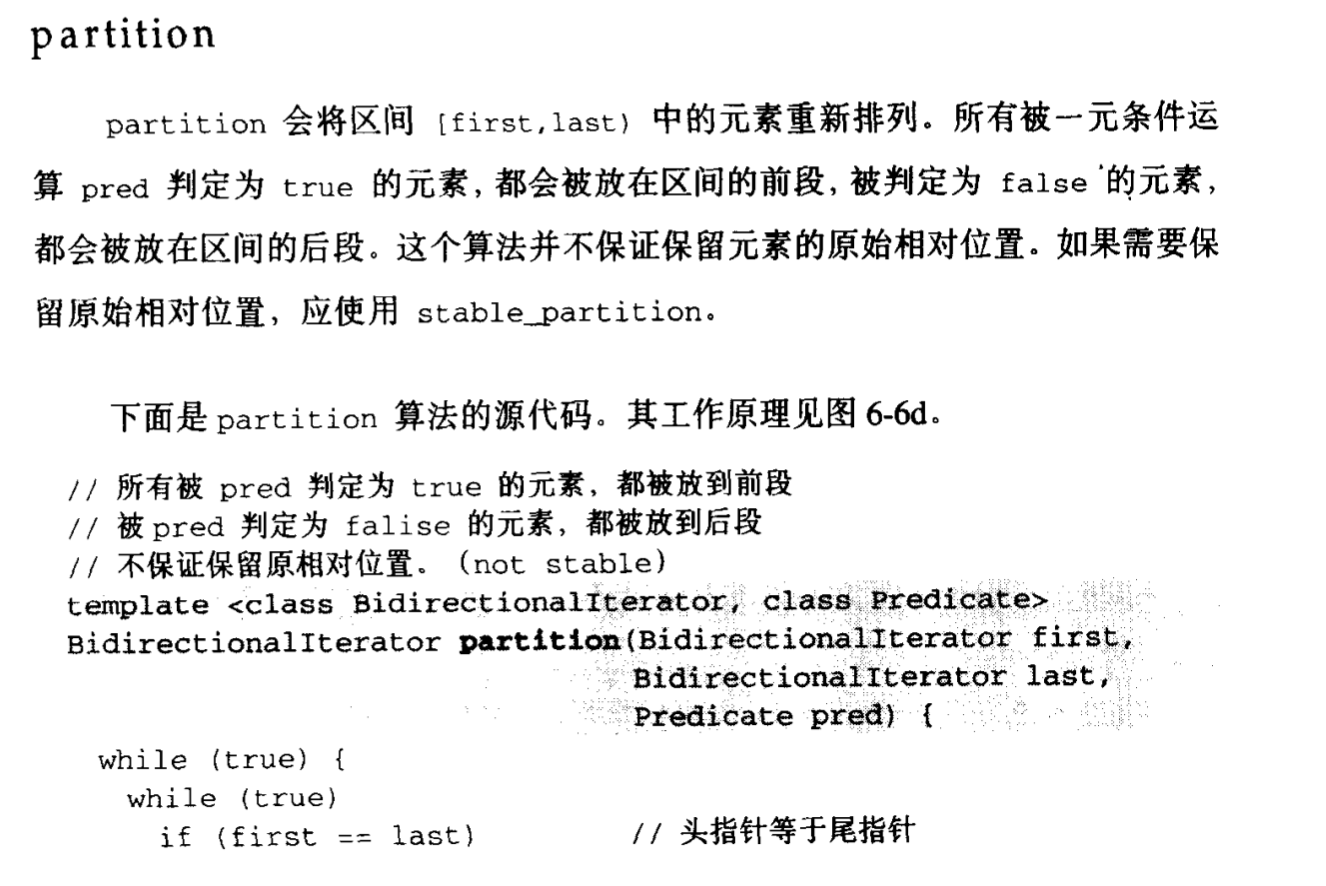 partition
partition 会将区间 [first,last) 中的元素重新排列。所有被一元条件运
算 pred 判定为 true 的元素,都会被放在区间的前段,被判定为 false 的元素,
都会被放在区间的后段。这个算法并不保证保留元素的原始相对位置。如果需要保
留原始相对位置，应使用 stable_partition。
下面是 partition 算法的源代码。其工作原理见图 6-6d。
// 所有被 pred 判定为 true 的元素，都被放到前段
// 被 pred 判定为 falise 的元素，都被放到后段
// 不保证保留原相对位置。(not stable)
template <class BidirectionalIterator, class Predicate>
BidirectionalIterator partition(BidirectionalIterator first,
BidirectionalIterator last,
Predicate pred) {
while (true) {
while (true)
if (first == last) // 头指针等于尾指针